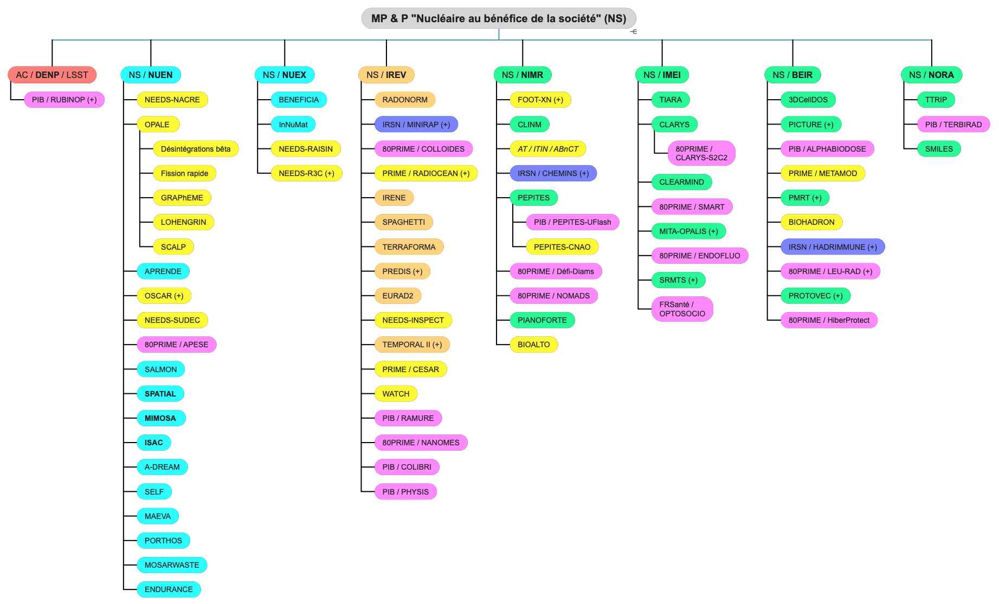 MP & P "Nucléaire au bénéfice de la société" (NS)
AC / DENP / LSST
PIB / RUBINOP (+)
NS / NUEN
NEEDS-NACRE
OPALE
Désintégrations bêta
Fission rapide
GRAPhEME
LOHENGRIN
SCALP
APRENDE
OSCAR (+)
NEEDS-SUDEC
80PRIME / APESE
SALMON
SPATIAL
MIMOSA
ISAC
A-DREAM
SELF
MAEVA
PORTHOS
MOSARWASTE
ENDURANCE
NS / NUEX
BENEFICIA
InNuMat
NEEDS-RAISIN
NEEDS-R3C (+)
NS / IREV
RADONORM
IRSN / MINIRAP (+)
80PRIME / COLLOIDES
PRIME / RADIOCEAN (+)
IRENE
SPAGHETTI
TERRAFORMA
PREDIS (+)
EURAD2
NEEDS-INSPECT
TEMPORAL II (+)
PRIME / CESAR
WATCH
PIB / RAMURE
80PRIME / NANOMES
PIB / COLIBRI
PIB / PHYSIS
NS / NIMR
FOOT-XN (+)
CLINM
AT / ITIN / ABnCT
IRSN / CHEMINS (+)
PEPITES
PIB / PEPITES-UFlash
PEPITES-CNAO
80PRIME / Défi-Diams
80PRIME / NOMADS
PIANOFORTE
BIOALTO
NS / IMEI
TIARA
CLARYS
80PRIME /
CLARYS-S2C2
CLEARMIND
80PRIME / SMART
MITA-OPALIS (+)
80PRIME / ENDOFLUO
SRMTS (+)
FRSanté /
OPTOSOCIO
NS / BEIR
3DCellDOS
PICTURE (+)
PIB / ALPHABIODOSE
PRIME / METAMOD
PMRT (+)
BIOHADRON
IRSN / HADRIMMUNE (+)
80PRIME / LEU-RAD (+)
PROTOVEC (+)
80PRIME / HiberProtect
NS / NORA
TTRIP
PIB / TERBIRAD
SMILES